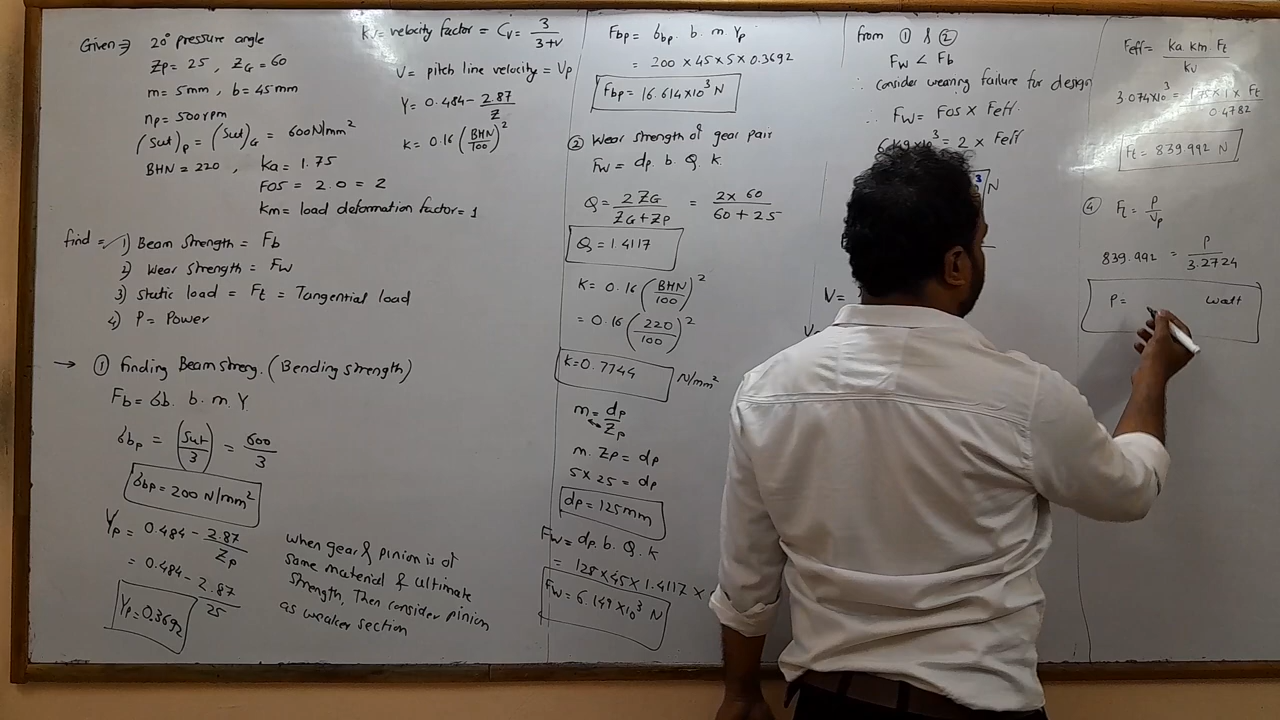 Given ⇒ 20° pressure angle
Zp = 25 , ZG = 60
m = 5mm , b = 45mm
np = 500 rpm
(Sut)p = (Sut)G = 600 N/mm²
BHN = 220 , ka = 1.75
FOS = 2.0 = 2
km = load deformation factor = 1
kv = velocity factor = Cv = 3/(3+v)
V = pitch line velocity = Vp
Y = 0.484 - 2.87/Z
k = 0.16 (BHN/100)²
find = 1) Beam strength = Fb
2) Wear strength = Fw
3) static load = Ft = Tangential load
4) P = Power
→ ① finding Beam streng. (Bending strength)
Fb = σb. b. m. Y
σbp = (Sut/3) = 600/3
σbp = 200 N/mm²
Yp = 0.484 - 2.87/Zp
= 0.484 - 2.87/25
Yp = 0.3692
when gear & pinion is of
same material & ultimate
strength, Then consider pinion
as weaker section
Fbp = σbp. b. m Yp
= 200 × 45 × 5 × 0.3692
Fbp = 16.614×10³ N
② Wear strength of gear pair
Fw = dp. b. Q. k.
Q = 2ZG/(ZG+Zp) = (2×60)/(60+25)
Q = 1.4117
k = 0.16 (BHN/100)²
= 0.16 (220/100)²
k = 0.7744 N/mm²
m = dp/Zp
m. Zp = dp
5 × 25 = dp
dp = 125mm
Fw = dp. b. Q. k
= 125 × 45 × 1.4117 ×
Fw = 6.149 ×10³ N
from ① & ②
Fw < Fb
∴ consider wearing failure for design
∴ Fw = FOS × Feff.
= 2 × Feff
N
V =
Feff = (ka km Ft)/kv
3.074×10³ = (1.75×1× Ft)/0.4782
Ft = 839.992 N
④ Ft = P/Vp
839.992 = P/3.2724
P = watt